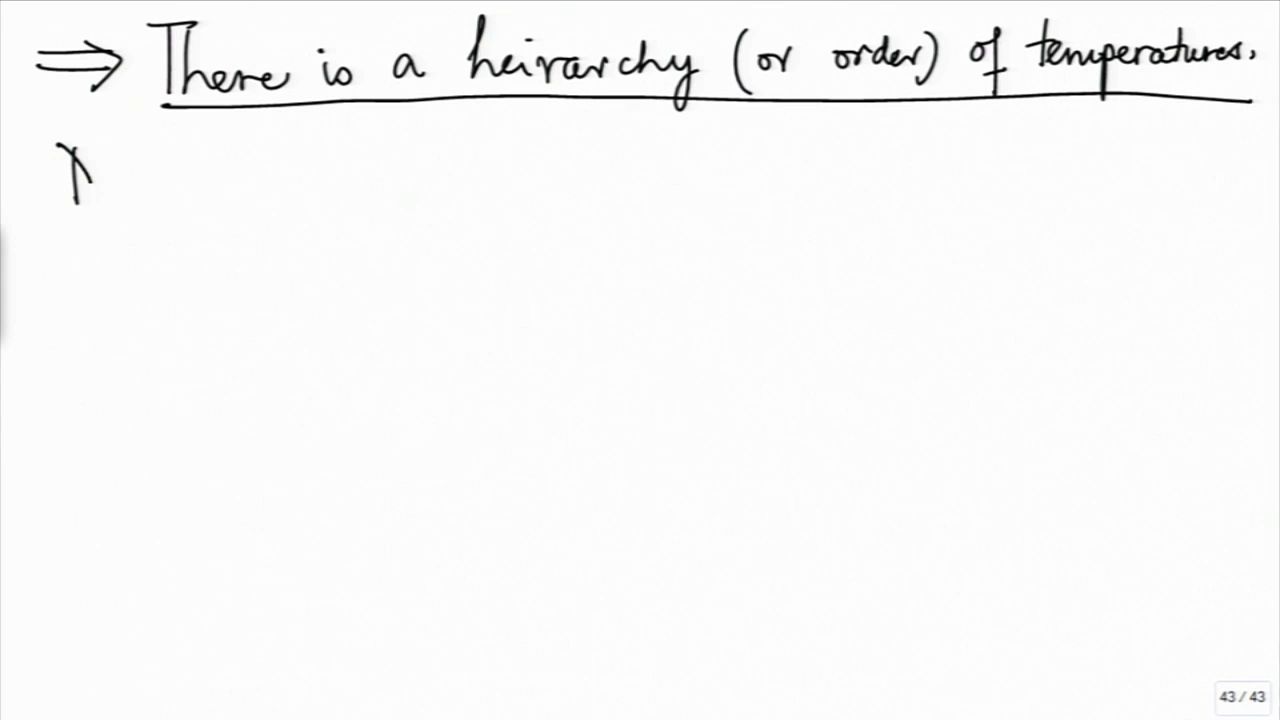 ⇒ There is a heirarchy (or order) of temperatures.
43 / 43